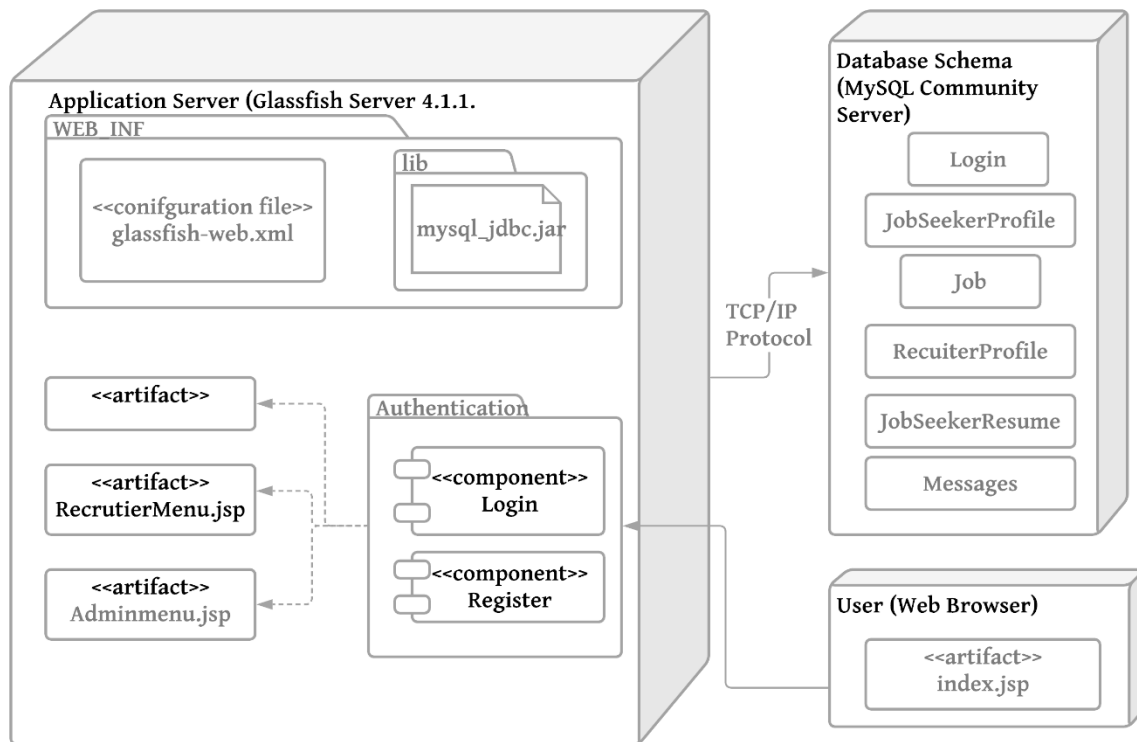 Application Server (Glassfish Server 4.1.1.
WEB_INF
<<conifguration file>>
glassfish-web.xml
lib
mysql_jdbc.jar
<<artifact>>
<<artifact>>
RecrutierMenu.jsp
<<artifact>>
Adminmenu.jsp
Authentication
<<component>>
Login
<<component>>
Register
TCP/IP
Protocol
Database Schema
(MySQL Community
Server)
Login
JobSeekerProfile
Job
RecuiterProfile
JobSeekerResume
Messages
User (Web Browser)
<<artifact>>
index.jsp